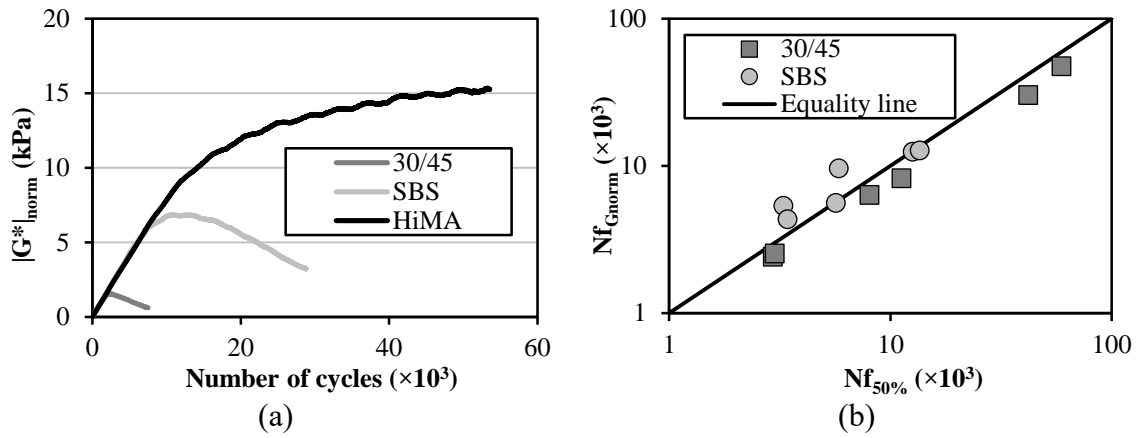 20
15
10
5
0
|G*|norm (kPa)
30/45
SBS
HiMA
0 20 40 60
Number of cycles (×10³)
(a)
100
10
1
NfGnorm (×10³)
30/45
SBS
Equality line
1 10 100
Nf50% (×10³)
(b)